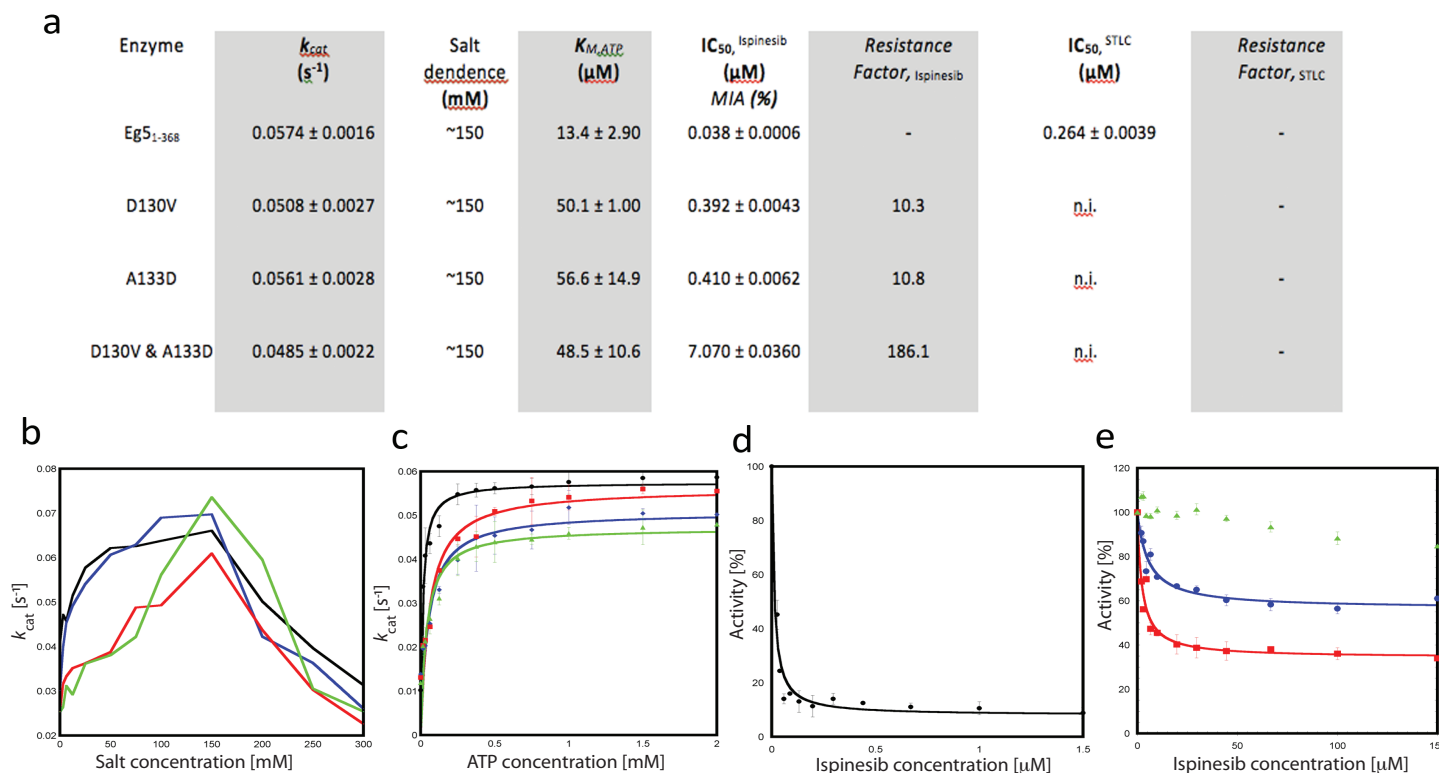 a
Enzyme kcat (s-1) Salt dendence (mM) KM,ATP (µM) IC50, Ispinesib (µM) MIA (%) Resistance Factor, Ispinesib IC50, STLC (µM) Resistance Factor, STLC
Eg51-368 0.0574 ± 0.0016 ~150 13.4 ± 2.90 0.038 ± 0.0006 - 0.264 ± 0.0039 -
D130V 0.0508 ± 0.0027 ~150 50.1 ± 1.00 0.392 ± 0.0043 10.3 n.i. -
A133D 0.0561 ± 0.0028 ~150 56.6 ± 14.9 0.410 ± 0.0062 10.8 n.i. -
D130V & A133D 0.0485 ± 0.0022 ~150 48.5 ± 10.6 7.070 ± 0.0360 186.1 n.i. -
b
kcat [s-1]
0.08
0.07
0.06
0.05
0.04
0.03
0.02
0 50 100 150 200 250 300
Salt concentration [mM]
c
kcat [s-1]
0.06
0.05
0.04
0.03
0.02
0.01
0
0 0.5 1 1.5 2
ATP concentration [mM]
d
Activity [%]
100
80
60
40
20
0
0 0.5 1 1.5
Ispinesib concentration [µM]
e
Activity [%]
120
100
80
60
40
20
0
0 50 100 150
Ispinesib concentration [µM]